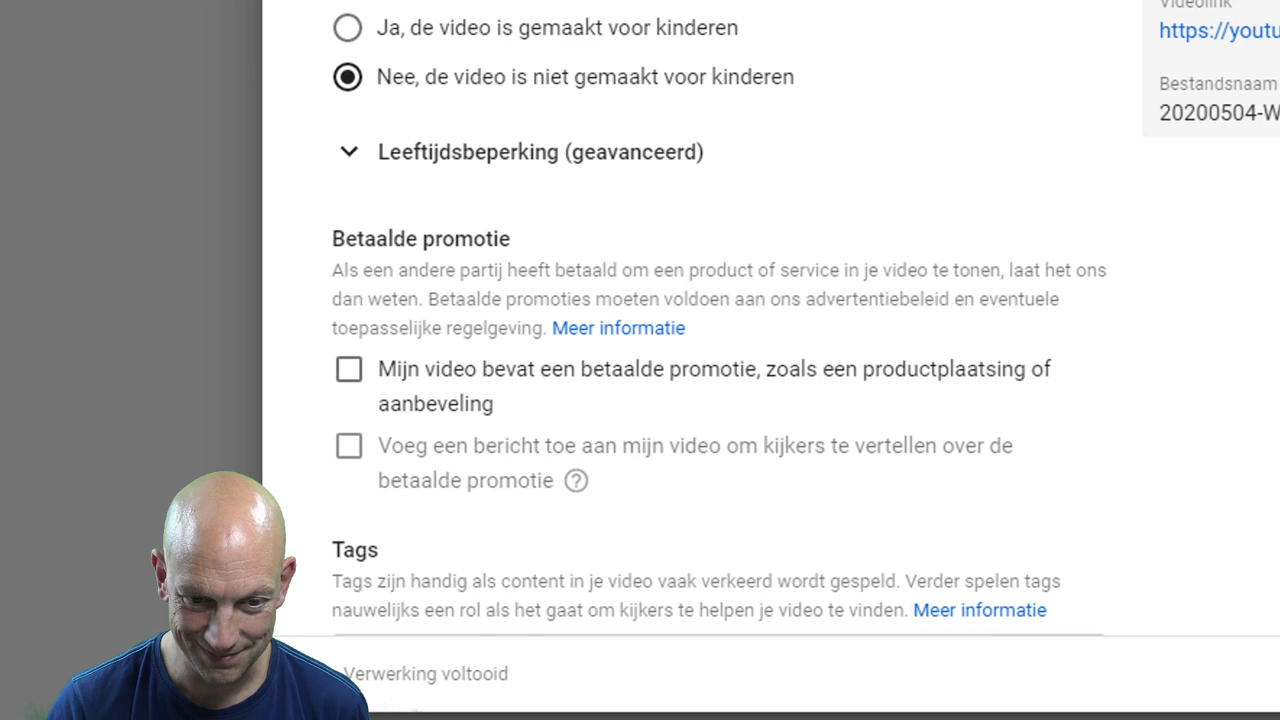 Ja, de video is gemaakt voor kinderen
Nee, de video is niet gemaakt voor kinderen
Leeftijdsbeperking (geavanceerd)
Betaalde promotie
Als een andere partij heeft betaald om een product of service in je video te tonen, laat het ons
dan weten. Betaalde promoties moeten voldoen aan ons advertentiebeleid en eventuele
toepasselijke regelgeving. Meer informatie
Mijn video bevat een betaalde promotie, zoals een productplaatsing of
aanbeveling
Voeg een bericht toe aan mijn video om kijkers te vertellen over de
betaalde promotie
Tags
Tags zijn handig als content in je video vaak verkeerd wordt gespeld. Verder spelen tags
nauwelijks een rol als het gaat om kijkers te helpen je video te vinden. Meer informatie
Verwerking voltooid
Videolink
https://youtu
Bestandsnaam
20200504-W